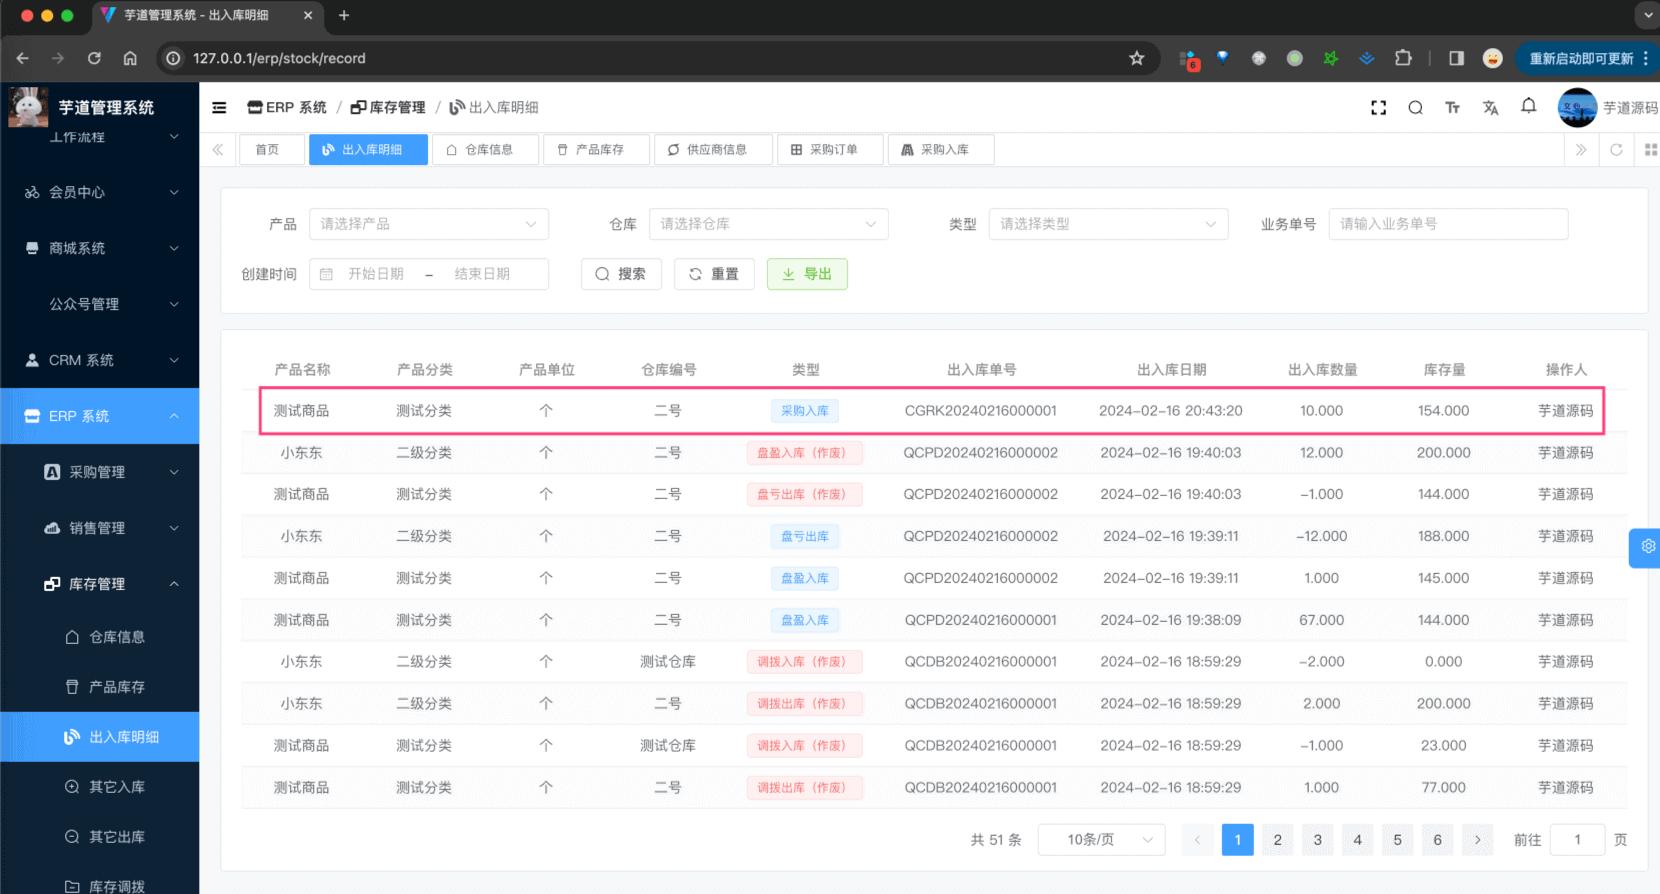 芋道管理系统 - 出入库明细
127.0.0.1/erp/stock/record
6
重新启动即可更新
芋道管理系统
ERP 系统 / 库存管理 / 出入库明细
芋道源码
首页
出入库明细
仓库信息
产品库存
供应商信息
采购订单
采购入库
工作流程
会员中心
商城系统
公众号管理
CRM 系统
ERP 系统
采购管理
销售管理
库存管理
仓库信息
产品库存
出入库明细
其它入库
其它出库
库存调拨
产品 请选择产品 仓库 请选择仓库 类型 请选择类型 业务单号 请输入业务单号
创建时间 开始日期 - 结束日期 搜索 重置 导出
产品名称 产品分类 产品单位 仓库编号 类型 出入库单号 出入库日期 出入库数量 库存量 操作人
测试商品 测试分类 个 二号 采购入库 CGRK20240216000001 2024-02-16 20:43:20 10.000 154.000 芋道源码
小东东 二级分类 个 二号 盘盈入库（作废） QCPD20240216000002 2024-02-16 19:40:03 12.000 200.000 芋道源码
测试商品 测试分类 个 二号 盘亏出库（作废） QCPD20240216000002 2024-02-16 19:40:03 -1.000 144.000 芋道源码
小东东 二级分类 个 二号 盘亏出库 QCPD20240216000002 2024-02-16 19:39:11 -12.000 188.000 芋道源码
测试商品 测试分类 个 二号 盘盈入库 QCPD20240216000002 2024-02-16 19:39:11 1.000 145.000 芋道源码
测试商品 测试分类 个 二号 盘盈入库 QCPD20240216000001 2024-02-16 19:38:09 67.000 144.000 芋道源码
小东东 二级分类 个 测试仓库 调拨入库（作废） QCDB20240216000001 2024-02-16 18:59:29 -2.000 0.000 芋道源码
小东东 二级分类 个 二号 调拨出库（作废） QCDB20240216000001 2024-02-16 18:59:29 2.000 200.000 芋道源码
测试商品 测试分类 个 测试仓库 调拨入库（作废） QCDB20240216000001 2024-02-16 18:59:29 -1.000 23.000 芋道源码
测试商品 测试分类 个 二号 调拨出库（作废） QCDB20240216000001 2024-02-16 18:59:29 1.000 77.000 芋道源码
共 51 条 10条/页 1 2 3 4 5 6 前往 1 页